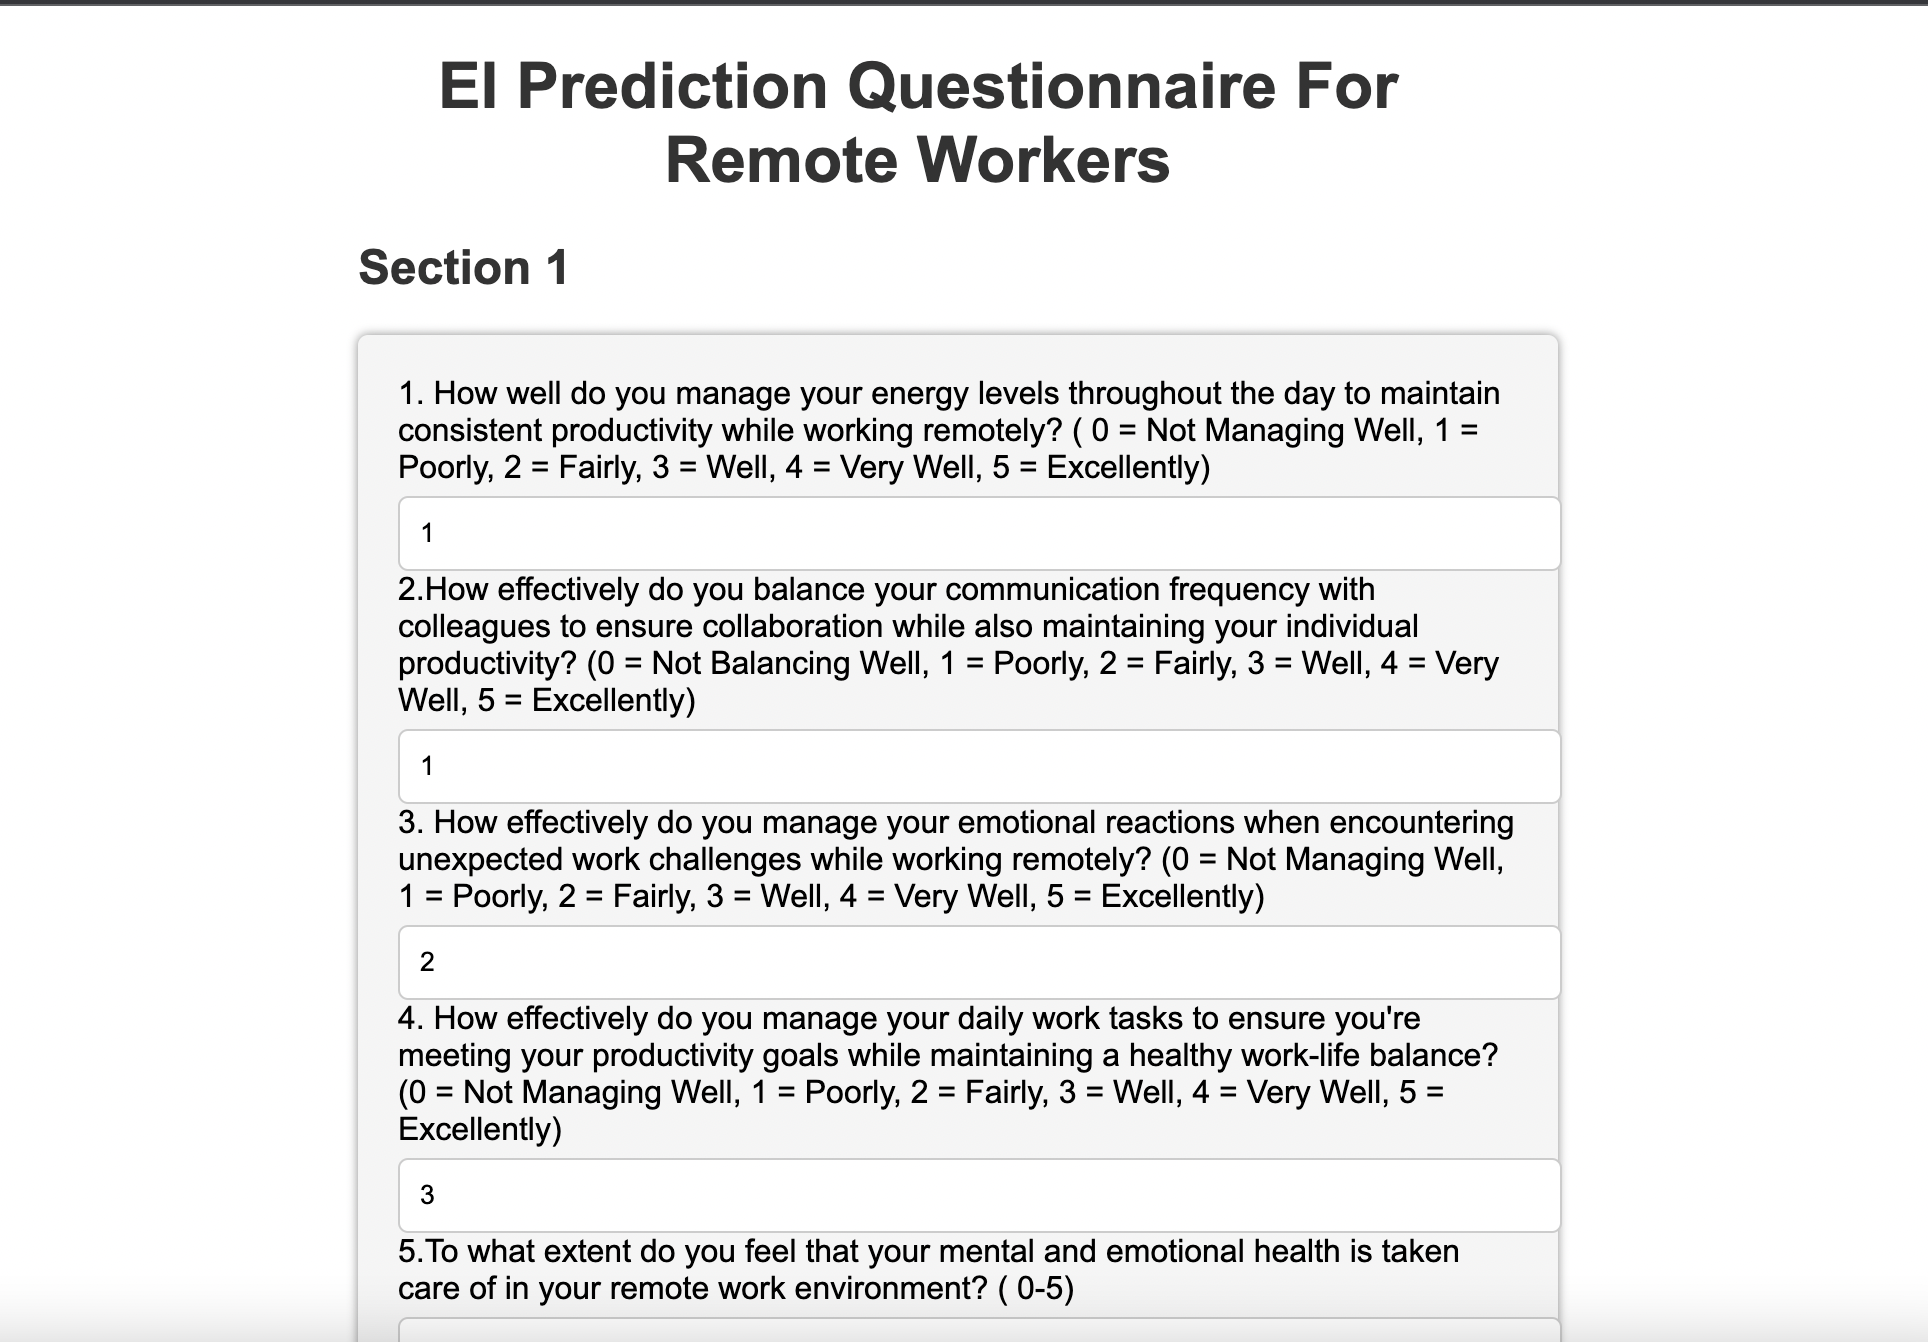 EI Prediction Questionnaire For
Remote Workers
Section 1
1. How well do you manage your energy levels throughout the day to maintain
consistent productivity while working remotely? ( 0 = Not Managing Well, 1 =
Poorly, 2 = Fairly, 3 = Well, 4 = Very Well, 5 = Excellently)
1
2.How effectively do you balance your communication frequency with
colleagues to ensure collaboration while also maintaining your individual
productivity? (0 = Not Balancing Well, 1 = Poorly, 2 = Fairly, 3 = Well, 4 = Very
Well, 5 = Excellently)
1
3. How effectively do you manage your emotional reactions when encountering
unexpected work challenges while working remotely? (0 = Not Managing Well,
1 = Poorly, 2 = Fairly, 3 = Well, 4 = Very Well, 5 = Excellently)
2
4. How effectively do you manage your daily work tasks to ensure you're
meeting your productivity goals while maintaining a healthy work-life balance?
(0 = Not Managing Well, 1 = Poorly, 2 = Fairly, 3 = Well, 4 = Very Well, 5 =
Excellently)
3
5.To what extent do you feel that your mental and emotional health is taken
care of in your remote work environment? ( 0-5)